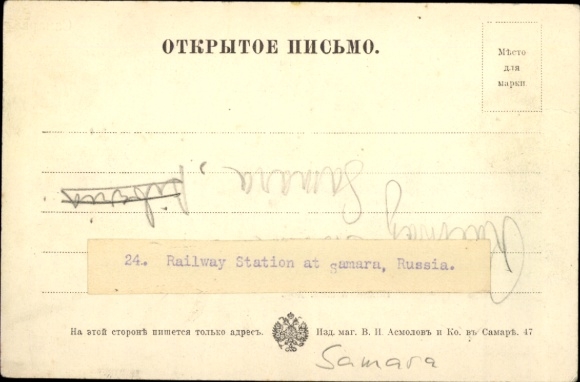 ОТКРЫТОЕ ПИСЬМО.
Мѣсто
для
марки
Samara,
Railway
24. Railway Station at Samara, Russia.
На этой сторонѣ пишется только адресъ.
Изд. маг. В. Н. Асмоловъ и Ко. въ Самарѣ. 47
Samara